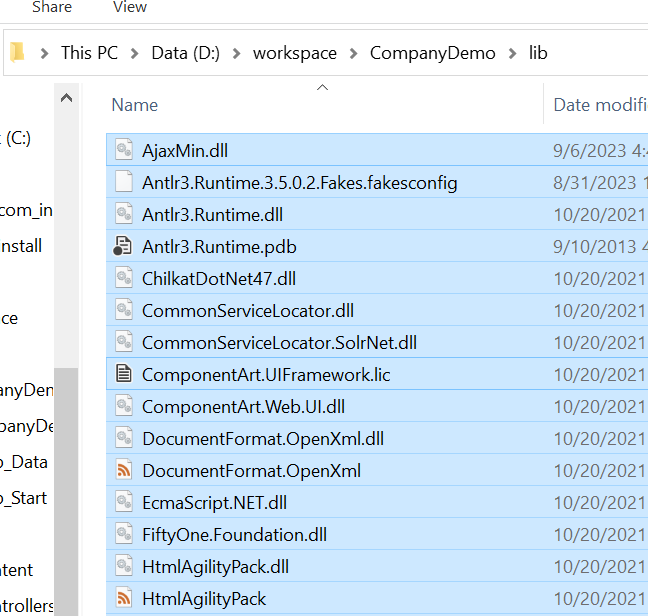 Share View
This PC > Data (D:) > workspace > CompanyDemo > lib
Name Date modifi
(C:)
AjaxMin.dll 9/6/2023 4:
Antlr3.Runtime.3.5.0.2.Fakes.fakesconfig 8/31/2023 1
com_in Antlr3.Runtime.dll 10/20/2021
nstall Antlr3.Runtime.pdb 9/10/2013 4
ChilkatDotNet47.dll 10/20/2021
ce CommonServiceLocator.dll 10/20/2021
CommonServiceLocator.SolrNet.dll 10/20/2021
anyDem ComponentArt.UIFramework.lic 10/20/2021
ComponentArt.Web.UI.dll 10/20/2021
npanyDe DocumentFormat.OpenXml.dll 10/20/2021
p_Data DocumentFormat.OpenXml 10/20/2021
p_Start EcmaScript.NET.dll 10/20/2021
FiftyOne.Foundation.dll 10/20/2021
ntent HtmlAgilityPack.dll 10/20/2021
ntrollers HtmlAgilityPack 10/20/2021